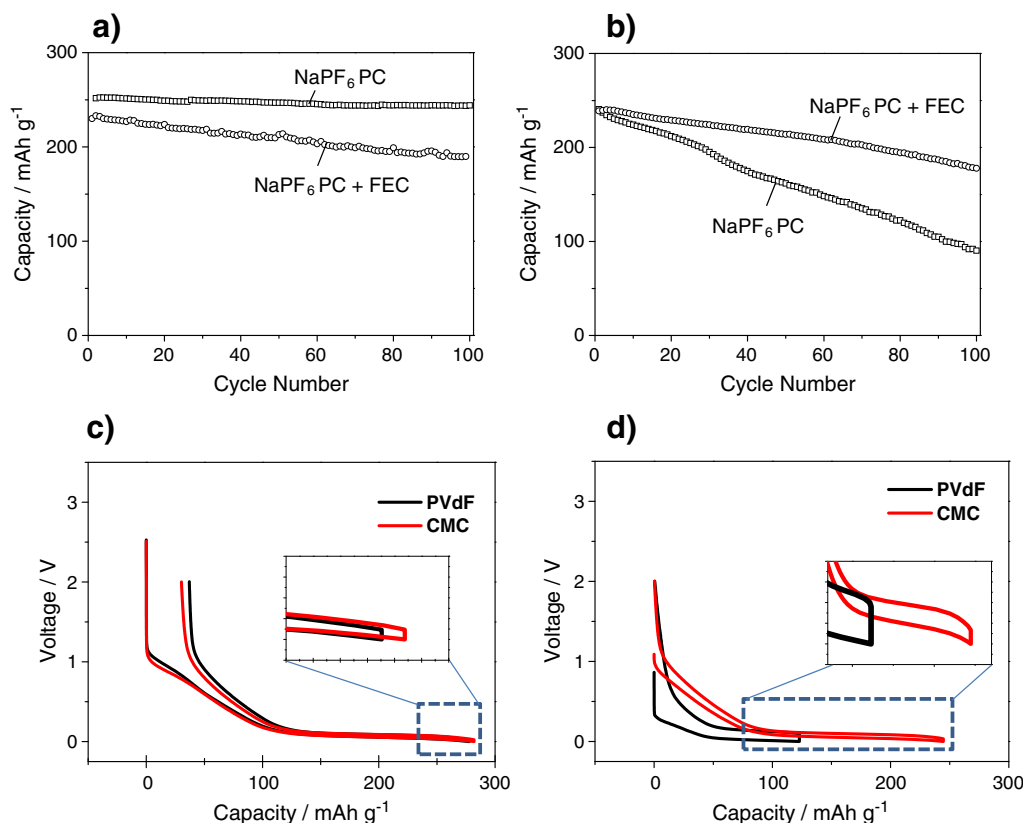 a)
300
200
100
0
Capacity / mAh g⁻¹
NaPF₆ PC
NaPF₆ PC + FEC
0 20 40 60 80 100
Cycle Number
b)
300
200
100
0
Capacity / mAh g⁻¹
NaPF₆ PC + FEC
NaPF₆ PC
0 20 40 60 80 100
Cycle Number
c)
3
2
1
0
Voltage / V
PVdF
CMC
0 100 200 300
Capacity / mAh g⁻¹
d)
3
2
1
0
Voltage / V
PVdF
CMC
0 100 200 300
Capacity / mAh g⁻¹